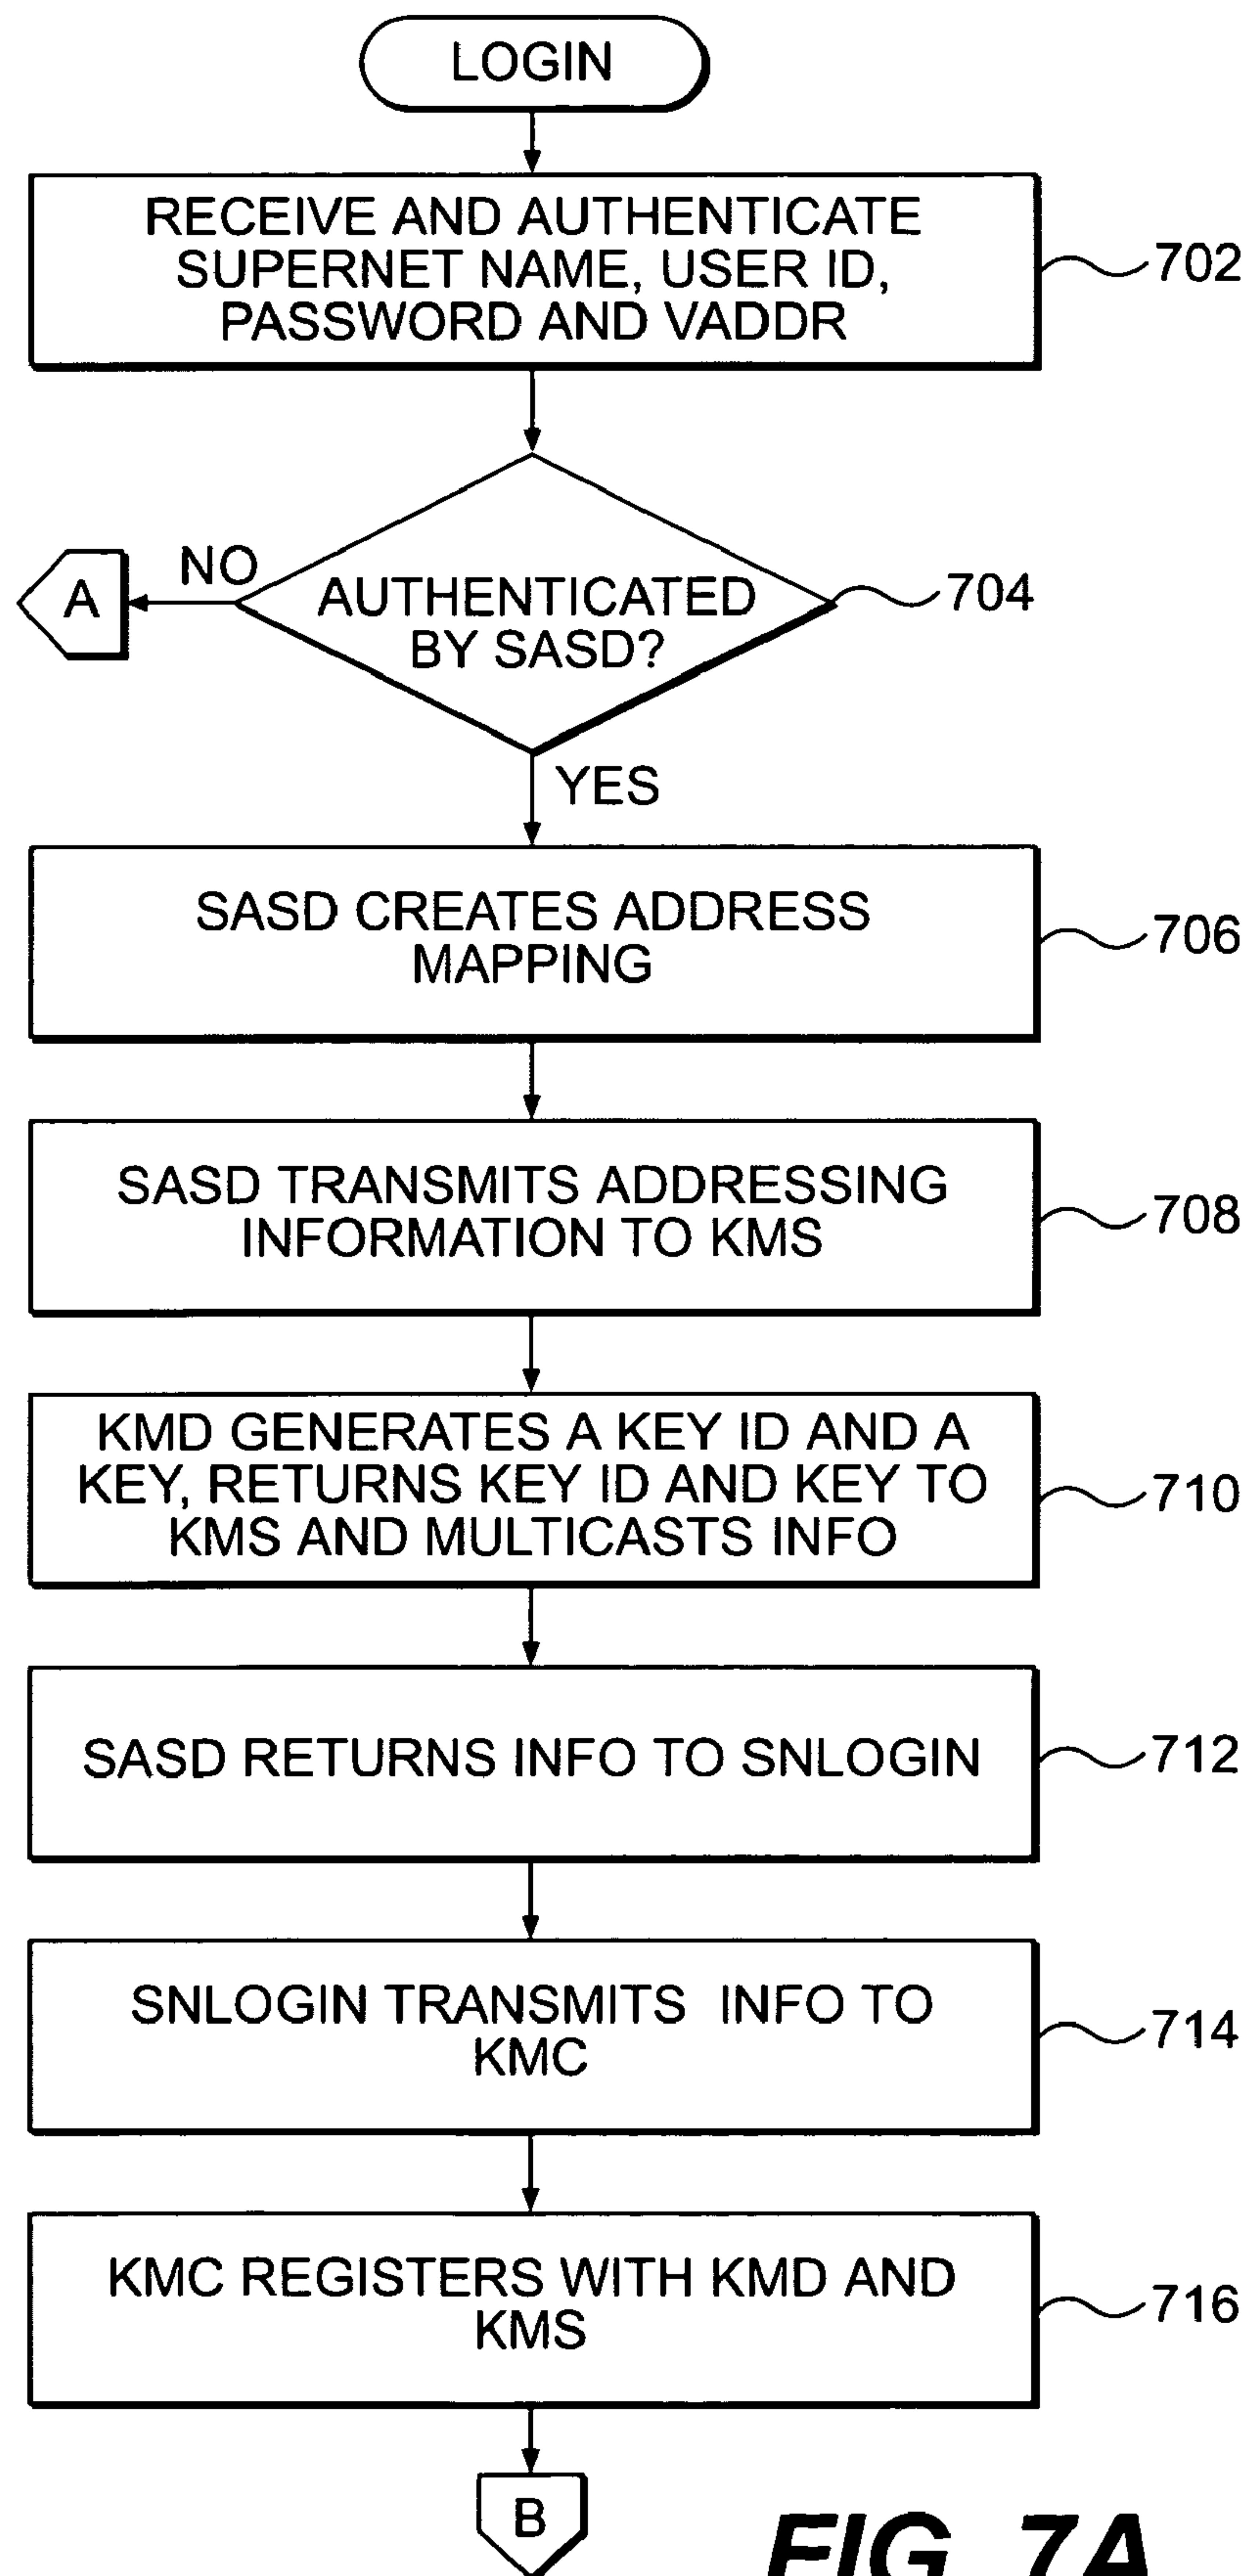 LOGIN
RECEIVE AND AUTHENTICATE
SUPERNET NAME, USER ID,
PASSWORD AND VADDR
702
NO
A
AUTHENTICATED
BY SASD?
704
YES
SASD CREATES ADDRESS
MAPPING
706
SASD TRANSMITS ADDRESSING
INFORMATION TO KMS
708
KMD GENERATES A KEY ID AND A
KEY, RETURNS KEY ID AND KEY TO
KMS AND MULTICASTS INFO
710
SASD RETURNS INFO TO SNLOGIN
712
SNLOGIN TRANSMITS INFO TO
KMC
714
KMC REGISTERS WITH KMD AND
KMS
716
B
FIG. 7A